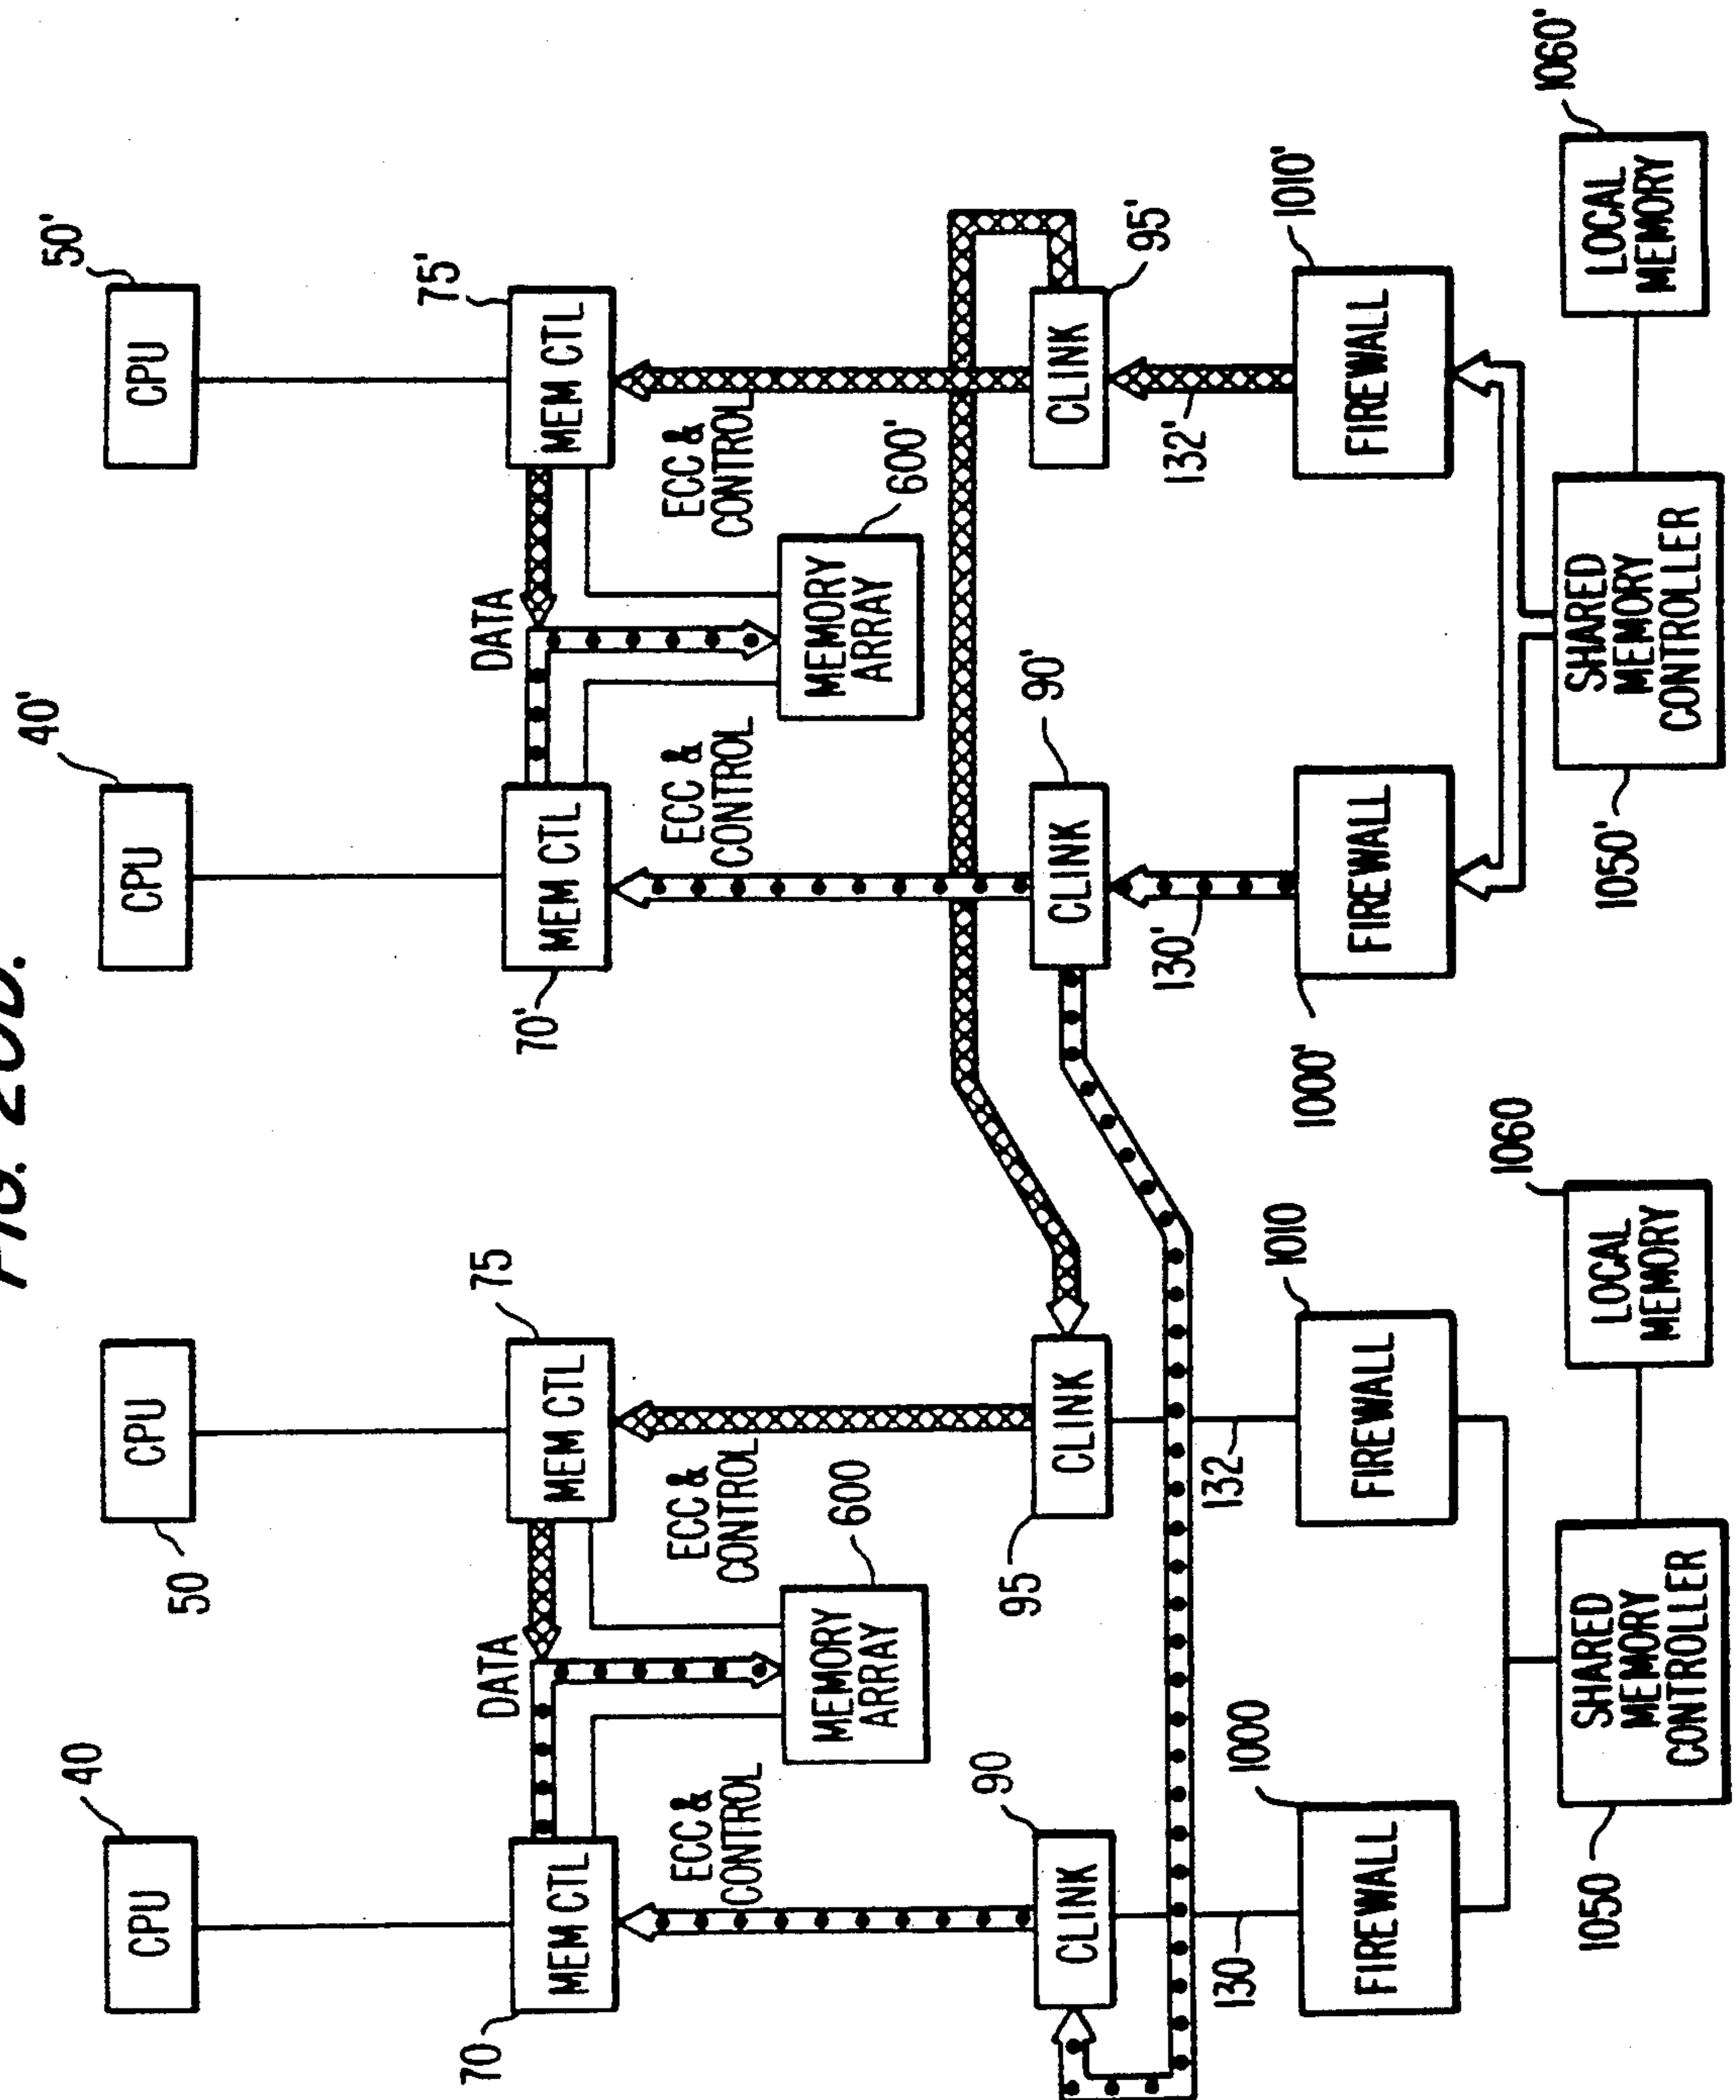 FIG. 20D.
40
CPU
50
CPU
40'
CPU
50'
CPU
70
MEM CTL
DATA
75
MEM CTL
70'
MEM CTL
DATA
75'
MEM CTL
ECC &
CONTROL
MEMORY
ARRAY
600
ECC &
CONTROL
ECC &
CONTROL
MEMORY
ARRAY
600'
ECC &
CONTROL
90
CLINK
95
CLINK
90'
CLINK
95'
CLINK
130
132
130'
132'
1000
FIREWALL
1010
FIREWALL
1000'
FIREWALL
1010'
FIREWALL
1050
SHARED
MEMORY
CONTROLLER
1060
LOCAL
MEMORY
1050'
SHARED
MEMORY
CONTROLLER
1060'
LOCAL
MEMORY